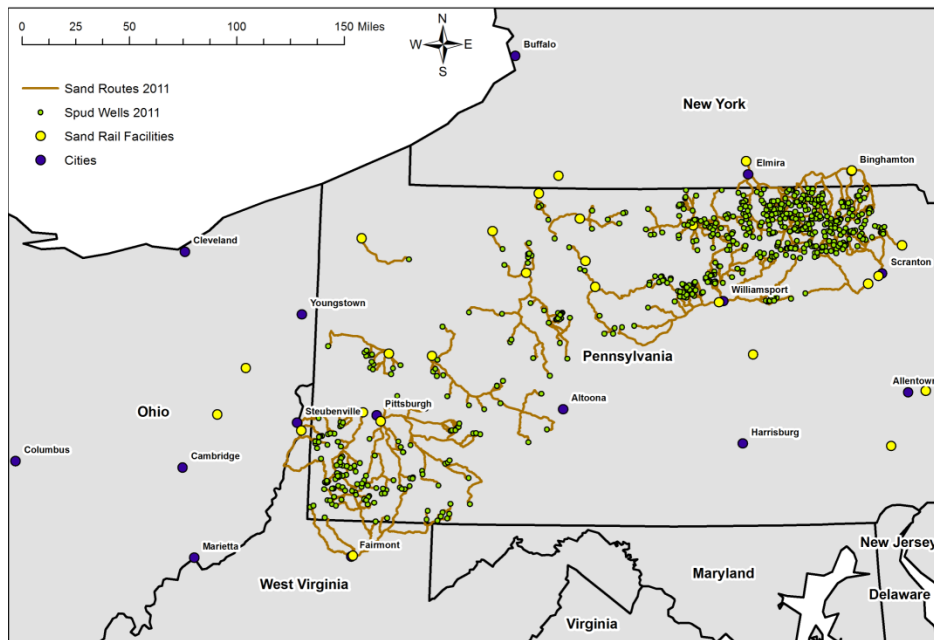 0 25 50 100 150 Miles
N
W E
S
Buffalo
Sand Routes 2011
Spud Wells 2011
Sand Rail Facilities
Cities
New York
Elmira
Binghamton
Cleveland
Scranton
Williamsport
Youngstown
Pennsylvania
Allentown
Ohio
Steubenville
Pittsburgh
Altoona
Harrisburg
Columbus
Cambridge
Marietta
Fairmont
New Jersey
West Virginia
Maryland
Delaware
Virginia